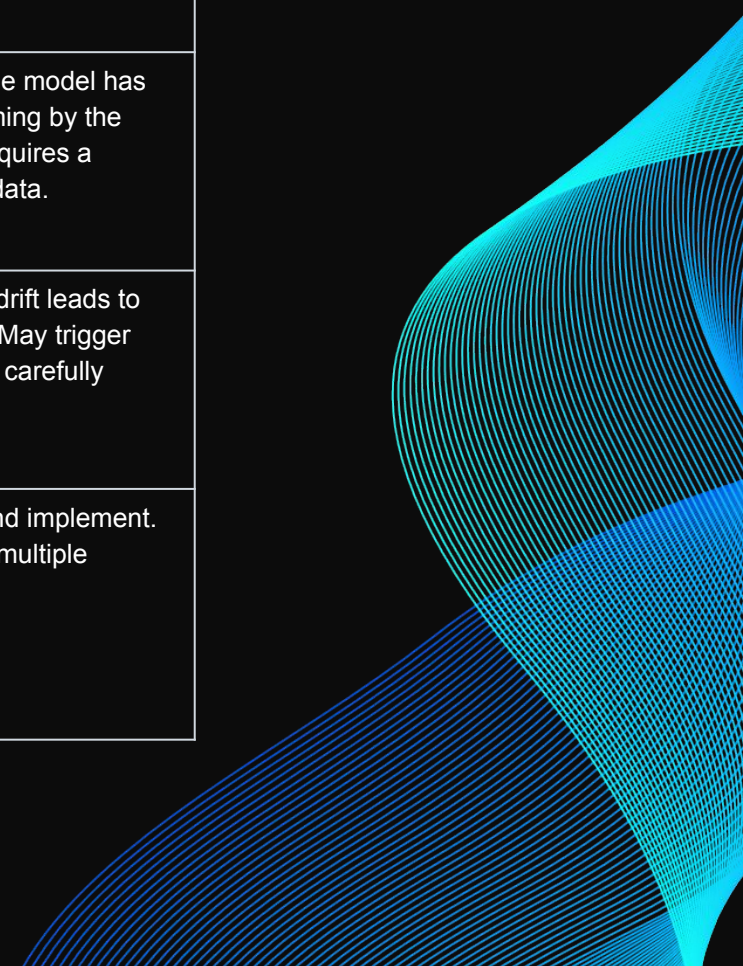 e model has
ning by the
quires a
data.
drift leads to
May trigger
carefully
nd implement.
multiple